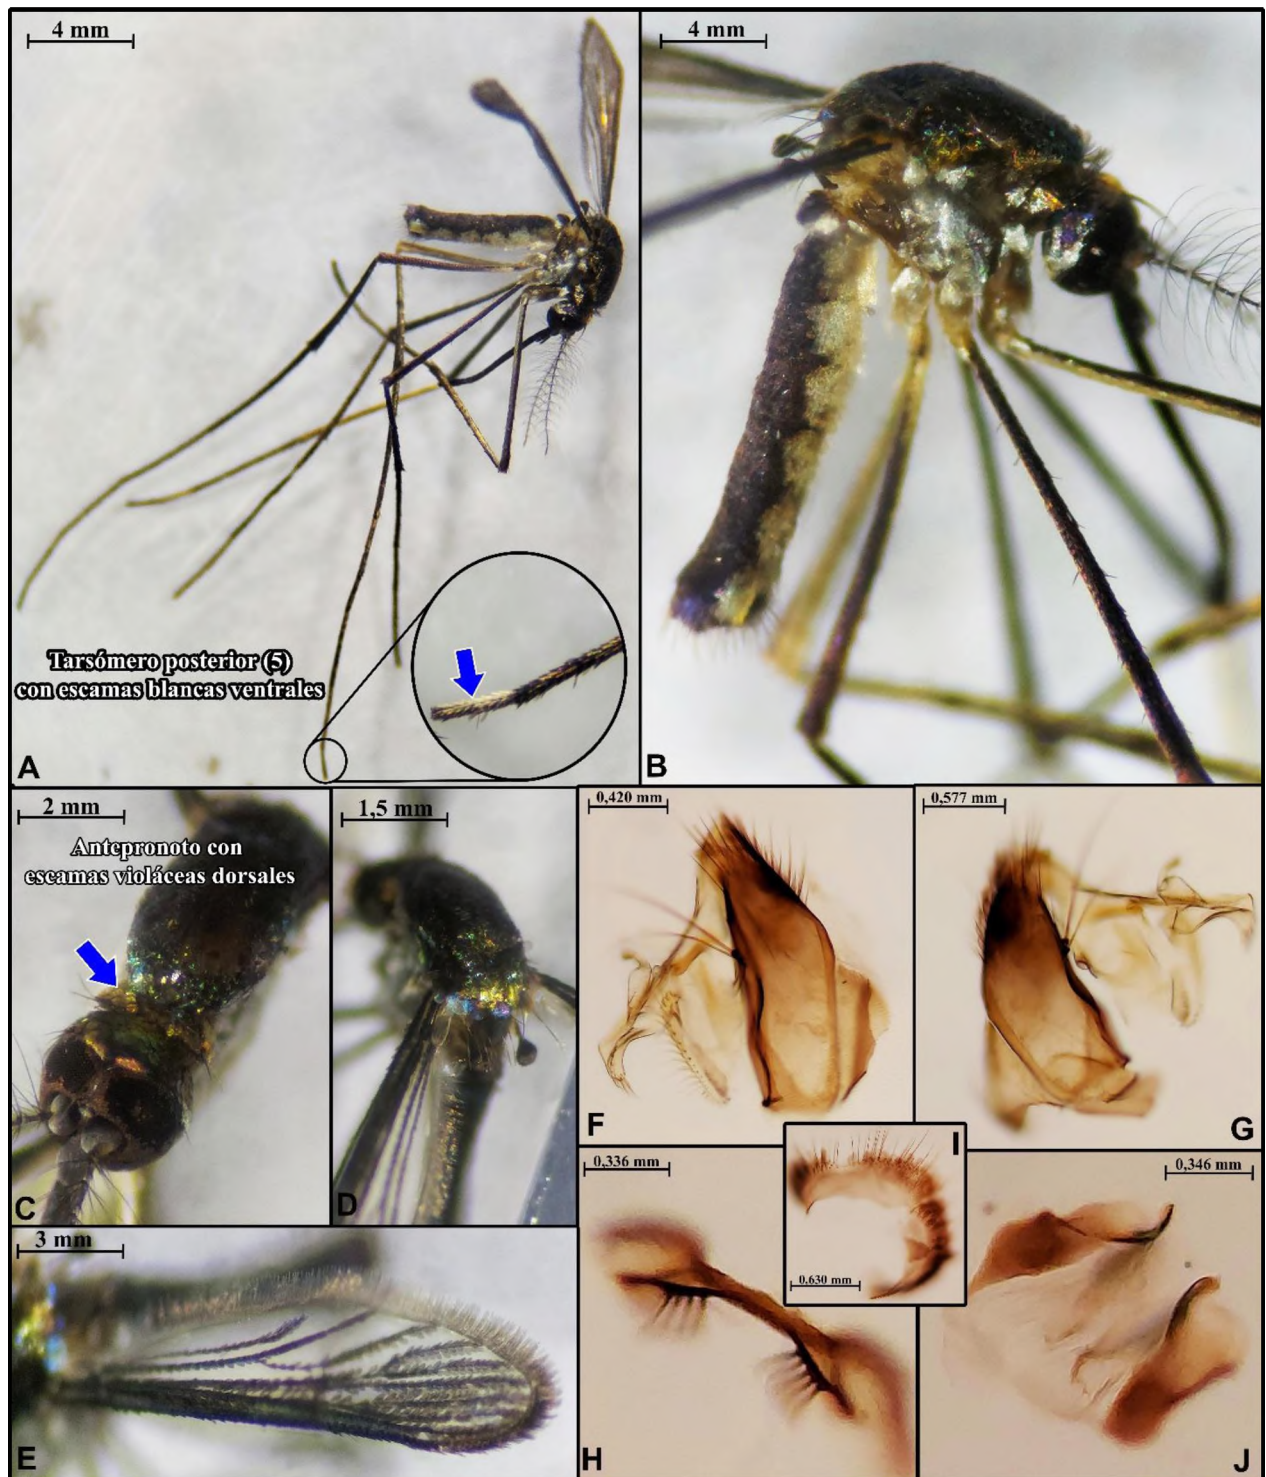 4 mm
4 mm
Tarsómero posterior (5)
con escamas blancas ventrales
A
B
2 mm
Antepronoto con
escamas violáceas dorsales
C
1,5 mm
D
0,420 mm
F
0,577 mm
G
3 mm
E
0,336 mm
H
I
0.630 mm
0,346 mm
J